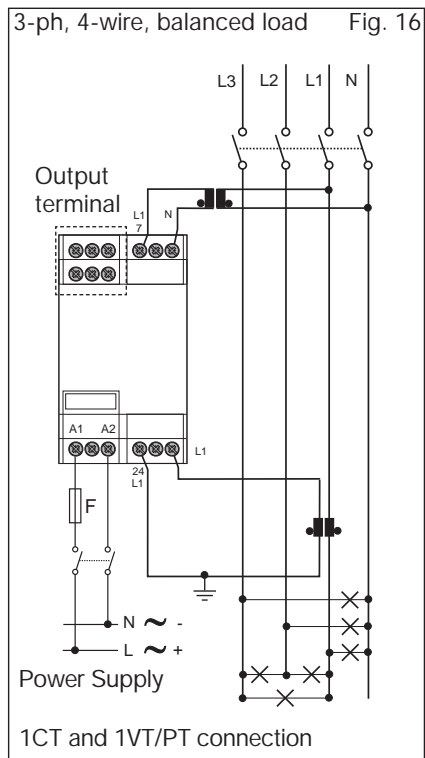 3-ph, 4-wire, balanced load Fig. 16
L3 L2 L1 N
Output
terminal
L1 N
7
A1 A2
L1
24
L1
F
N ~ -
L ~ +
Power Supply
1CT and 1VT/PT connection